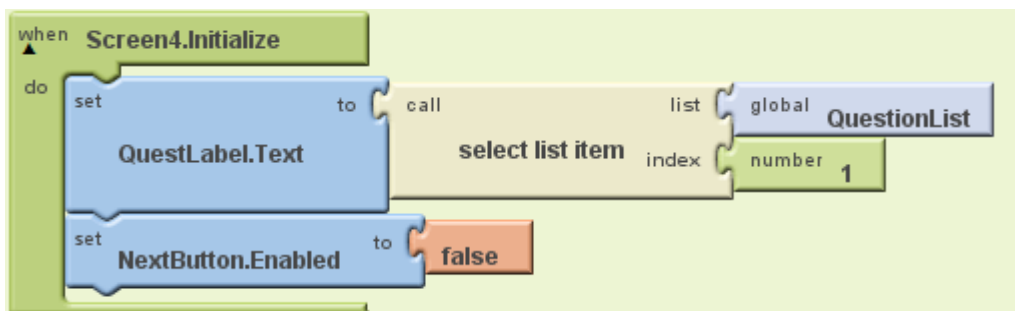 when Screen4.Initialize
do
set to call list global QuestionList
QuestLabel.Text select list item index number 1
set to false
NextButton.Enabled